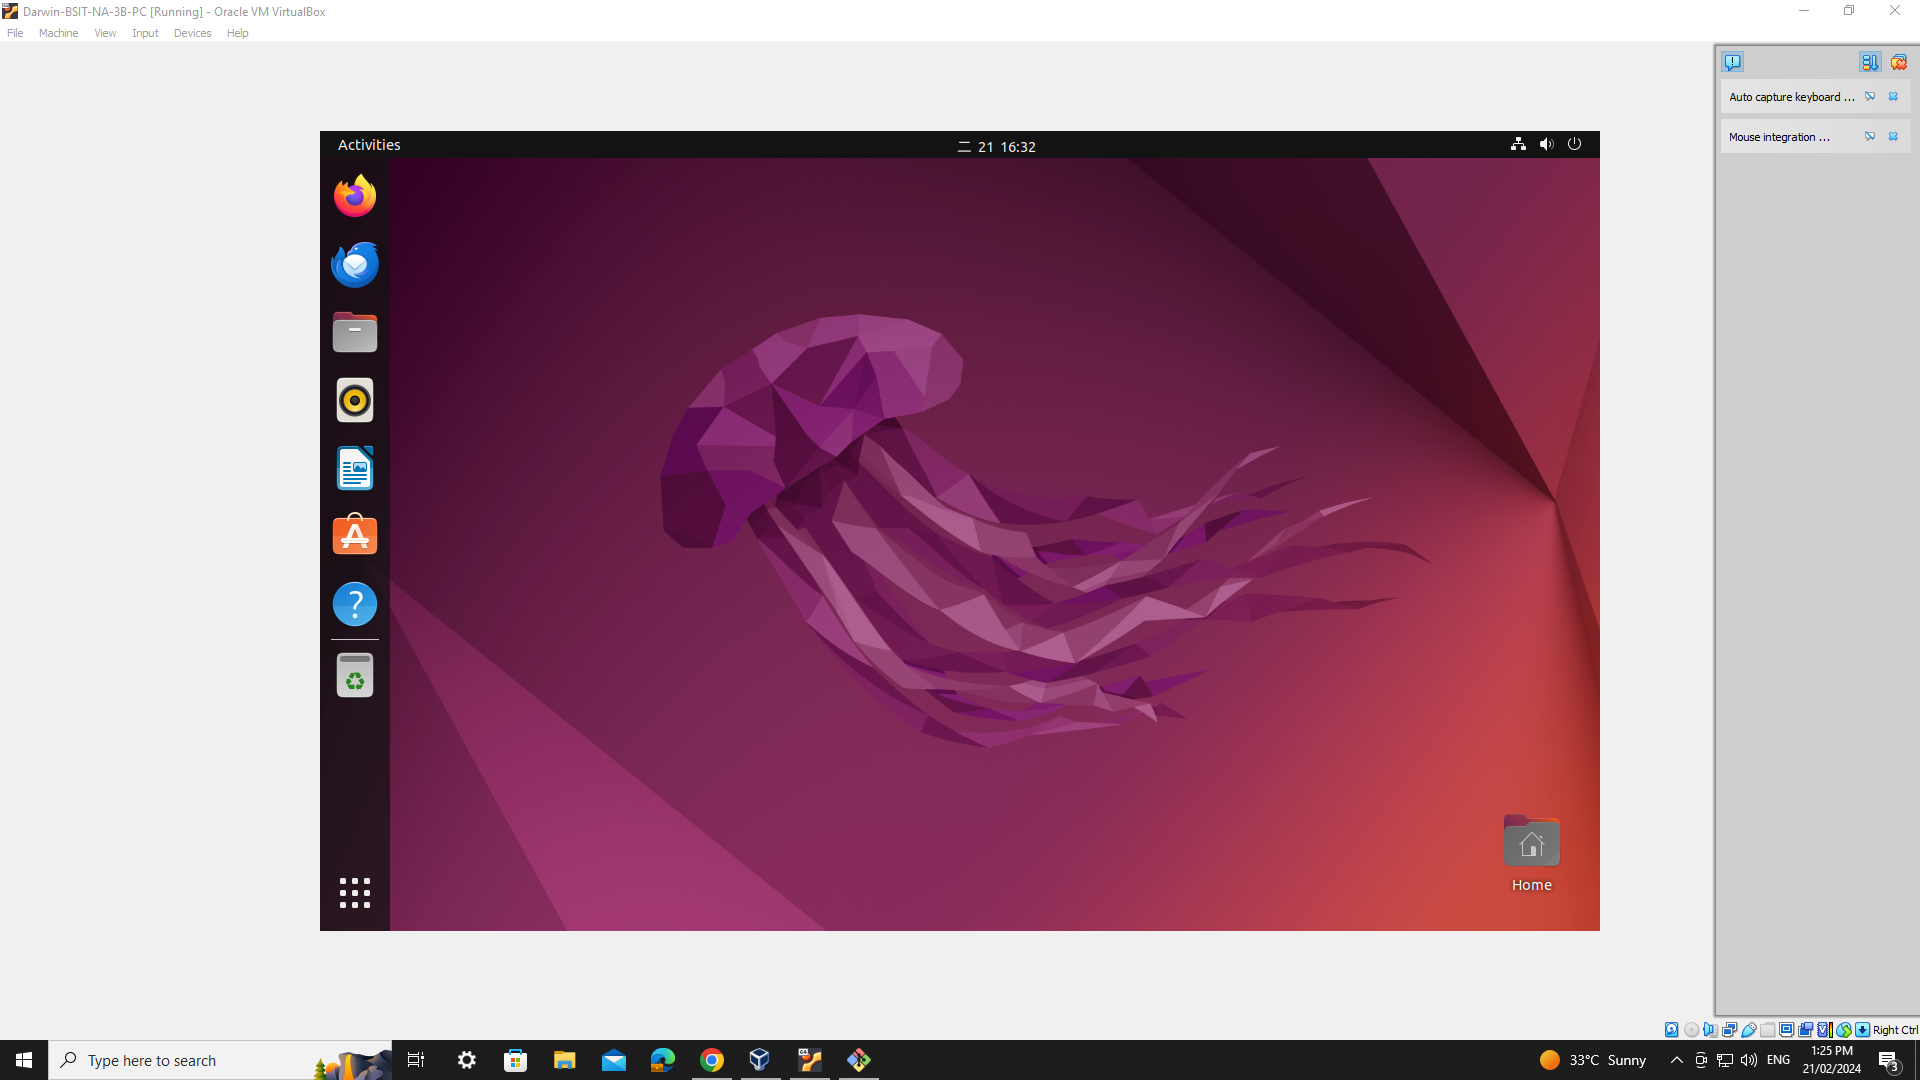 Darwin-BSIT-NA-3B-PC [Running] - Oracle VM VirtualBox
File Machine View Input Devices Help
Auto capture keyboard ...
Mouse integration ...
Activities
二 21 16:32
Home
Right Ctrl
Type here to search
33°C Sunny
ENG
1:25 PM
21/02/2024
3